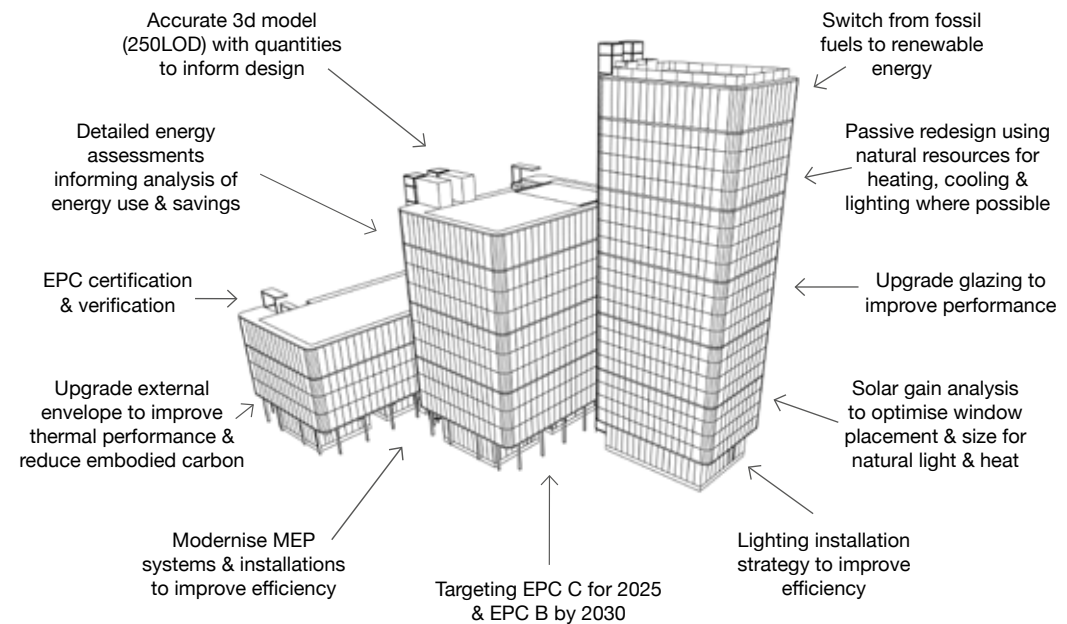 Accurate 3d model
(250LOD) with quantities
to inform design
Detailed energy
assessments
informing analysis of
energy use & savings
EPC certification
& verification
Upgrade external
envelope to improve
thermal performance &
reduce embodied carbon
Modernise MEP
systems & installations
to improve efficiency
Targeting EPC C for 2025
& EPC B by 2030
Switch from fossil
fuels to renewable
energy
Passive redesign using
natural resources for
heating, cooling &
lighting where possible
Upgrade glazing to
improve performance
Solar gain analysis
to optimise window
placement & size for
natural light & heat
Lighting installation
strategy to improve
efficiency